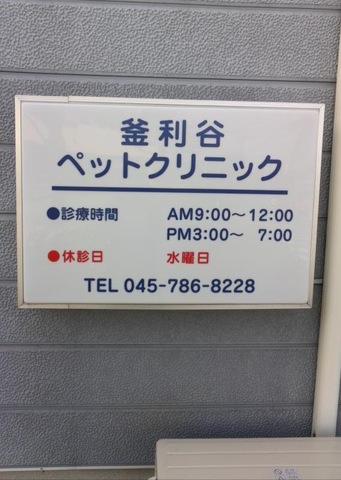 釜利谷
ペットクリニック
●診療時間 AM9:00〜12:00
PM3:00〜 7:00
●休診日 水曜日
TEL 045-786-8228